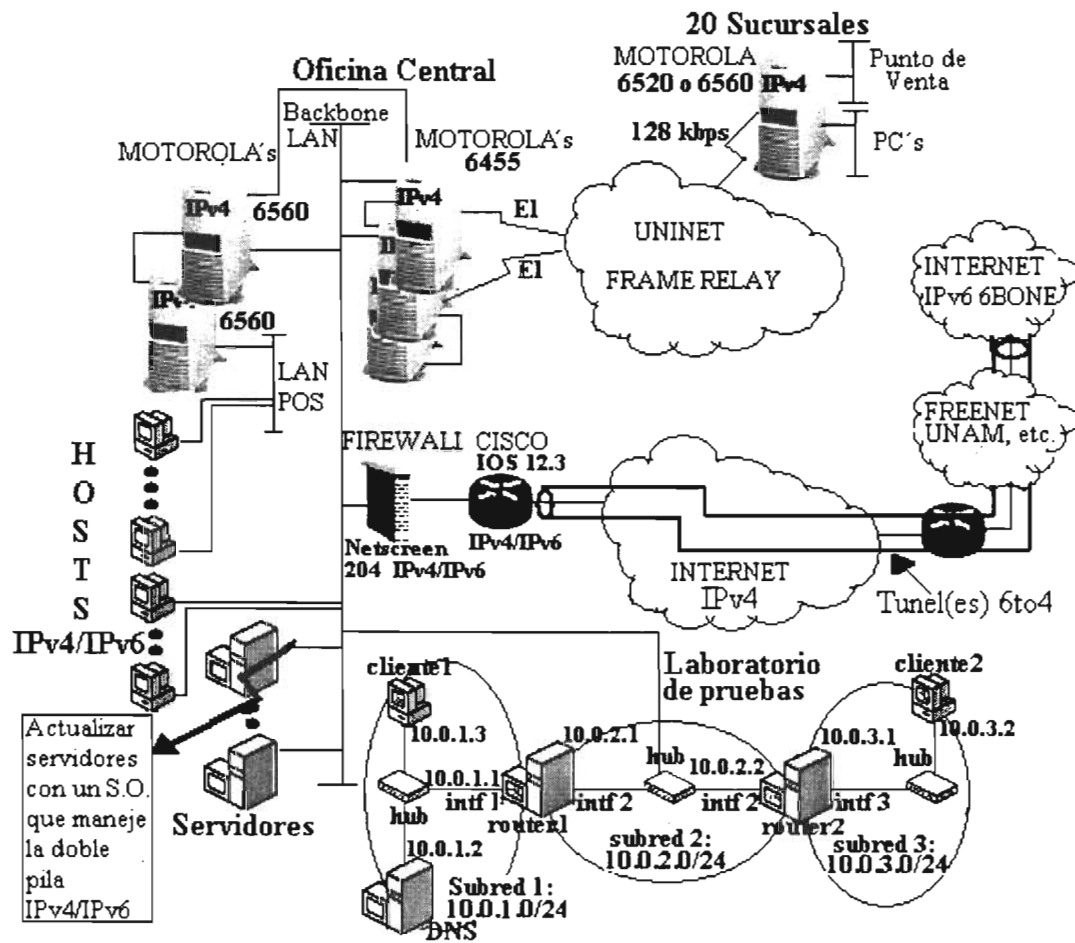 20 Sucursales
MOTOROLA
6520 o 6560
IPv4
Punto de
Venta
PC´s
128 kbps
Oficina Central
Backbone
LAN
MOTOROLA´s
6560
IPv4
MOTOROLA´s
6455
IPv4
E1
E1
UNINET
FRAME RELAY
INTERNET
IPv6 6BONE
6560
LAN
POS
FREENET
UNAM, etc.
HOSTS
IPv4/IPv6
FIREWALL
CISCO
IOS 12.3
IPv4/IPv6
Netscreen
204 IPv4/IPv6
INTERNET
IPv4
Tunel(es) 6to4
Laboratorio
de pruebas
cliente1
10.0.1.3
10.0.1.1
hub
intf 1
router1
10.0.2.1
intf 2
hub
10.0.2.2
intf 2
router2
10.0.3.1
intf 3
hub
cliente2
10.0.3.2
10.0.1.2
DNS
Subred 1:
10.0.1.0/24
subred 2:
10.0.2.0/24
subred 3:
10.0.3.0/24
Servidores
Actualizar
servidores
con un S.O.
que maneje
la doble
pila
IPv4/IPv6